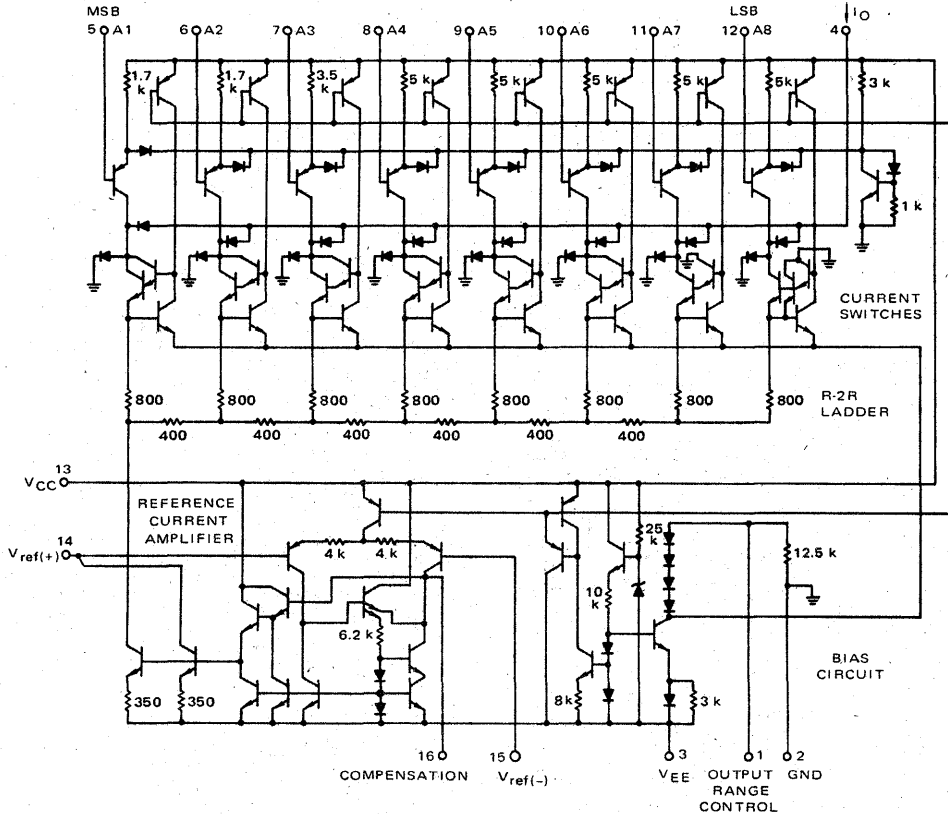 MSB
5 A1
6 A2
7 A3
8 A4
9 A5
10 A6
11 A7
LSB
12 A8
4
IO
1.7 k
1.7 k
3.5 k
5 k
5 k
5 k
5 k
5k
3 k
1 k
CURRENT
SWITCHES
800
800
800
800
800
800
800
800
R-2R
LADDER
400
400
400
400
400
400
13
VCC
REFERENCE
CURRENT
AMPLIFIER
14
Vref(+)
4 k
4 k
25 k
12.5 k
10 k
6.2 k
BIAS
CIRCUIT
350
350
8k
3 k
16
COMPENSATION
15
Vref(−)
3
VEE
1
OUTPUT
RANGE
CONTROL
2
GND